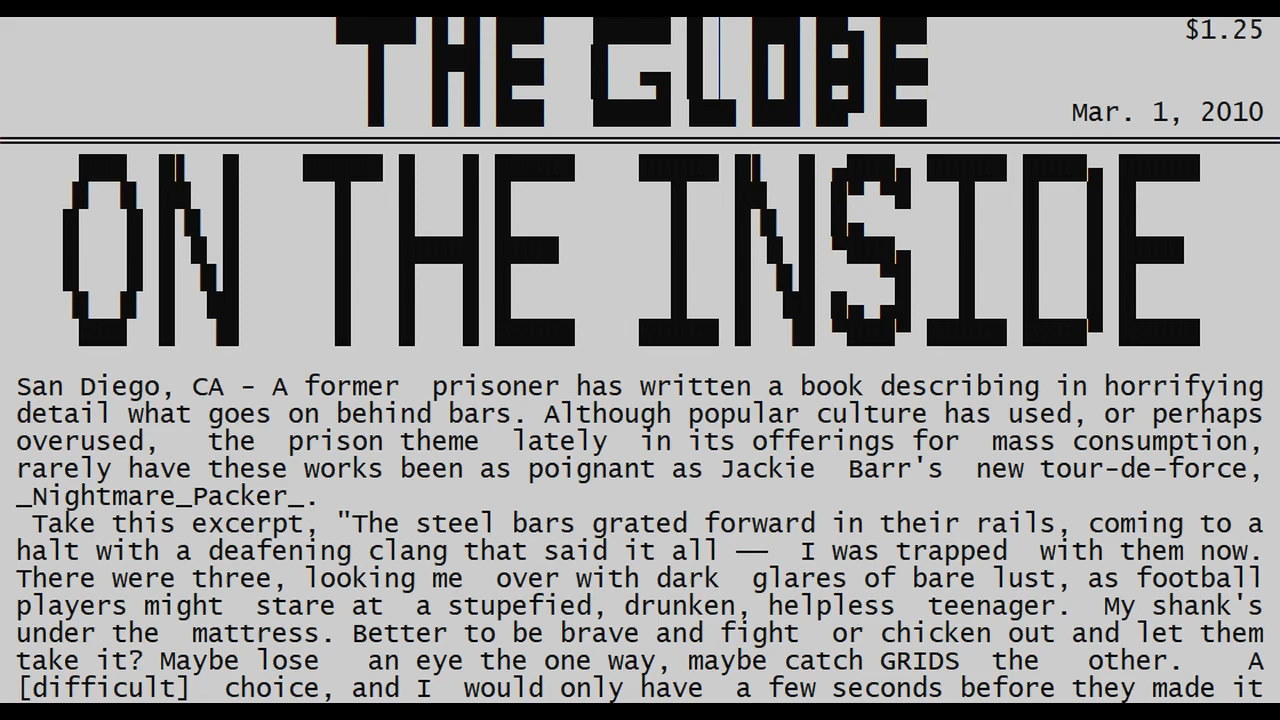 THE GLOBE
$1.25
Mar. 1, 2010
ON THE INSIDE
San Diego, CA - A former  prisoner has written a book describing in horrifying
detail what goes on behind bars. Although popular culture has used, or perhaps
overused,   the  prison theme  lately  in its offerings for  mass consumption,
rarely have these works been as poignant as Jackie  Barr's  new tour-de-force,
_Nightmare_Packer_.
 Take this excerpt, "The steel bars grated forward in their rails, coming to a
halt with a deafening clang that said it all ——  I was trapped  with them now.
There were three, looking me  over with dark  glares of bare lust, as football
players might  stare at  a stupefied, drunken, helpless  teenager.  My shank's
under the  mattress. Better to be brave and fight  or chicken out and let them
take it? Maybe lose   an eye the one way, maybe catch GRIDS  the   other.    A
[difficult]  choice, and I  would only have  a few seconds before they made it